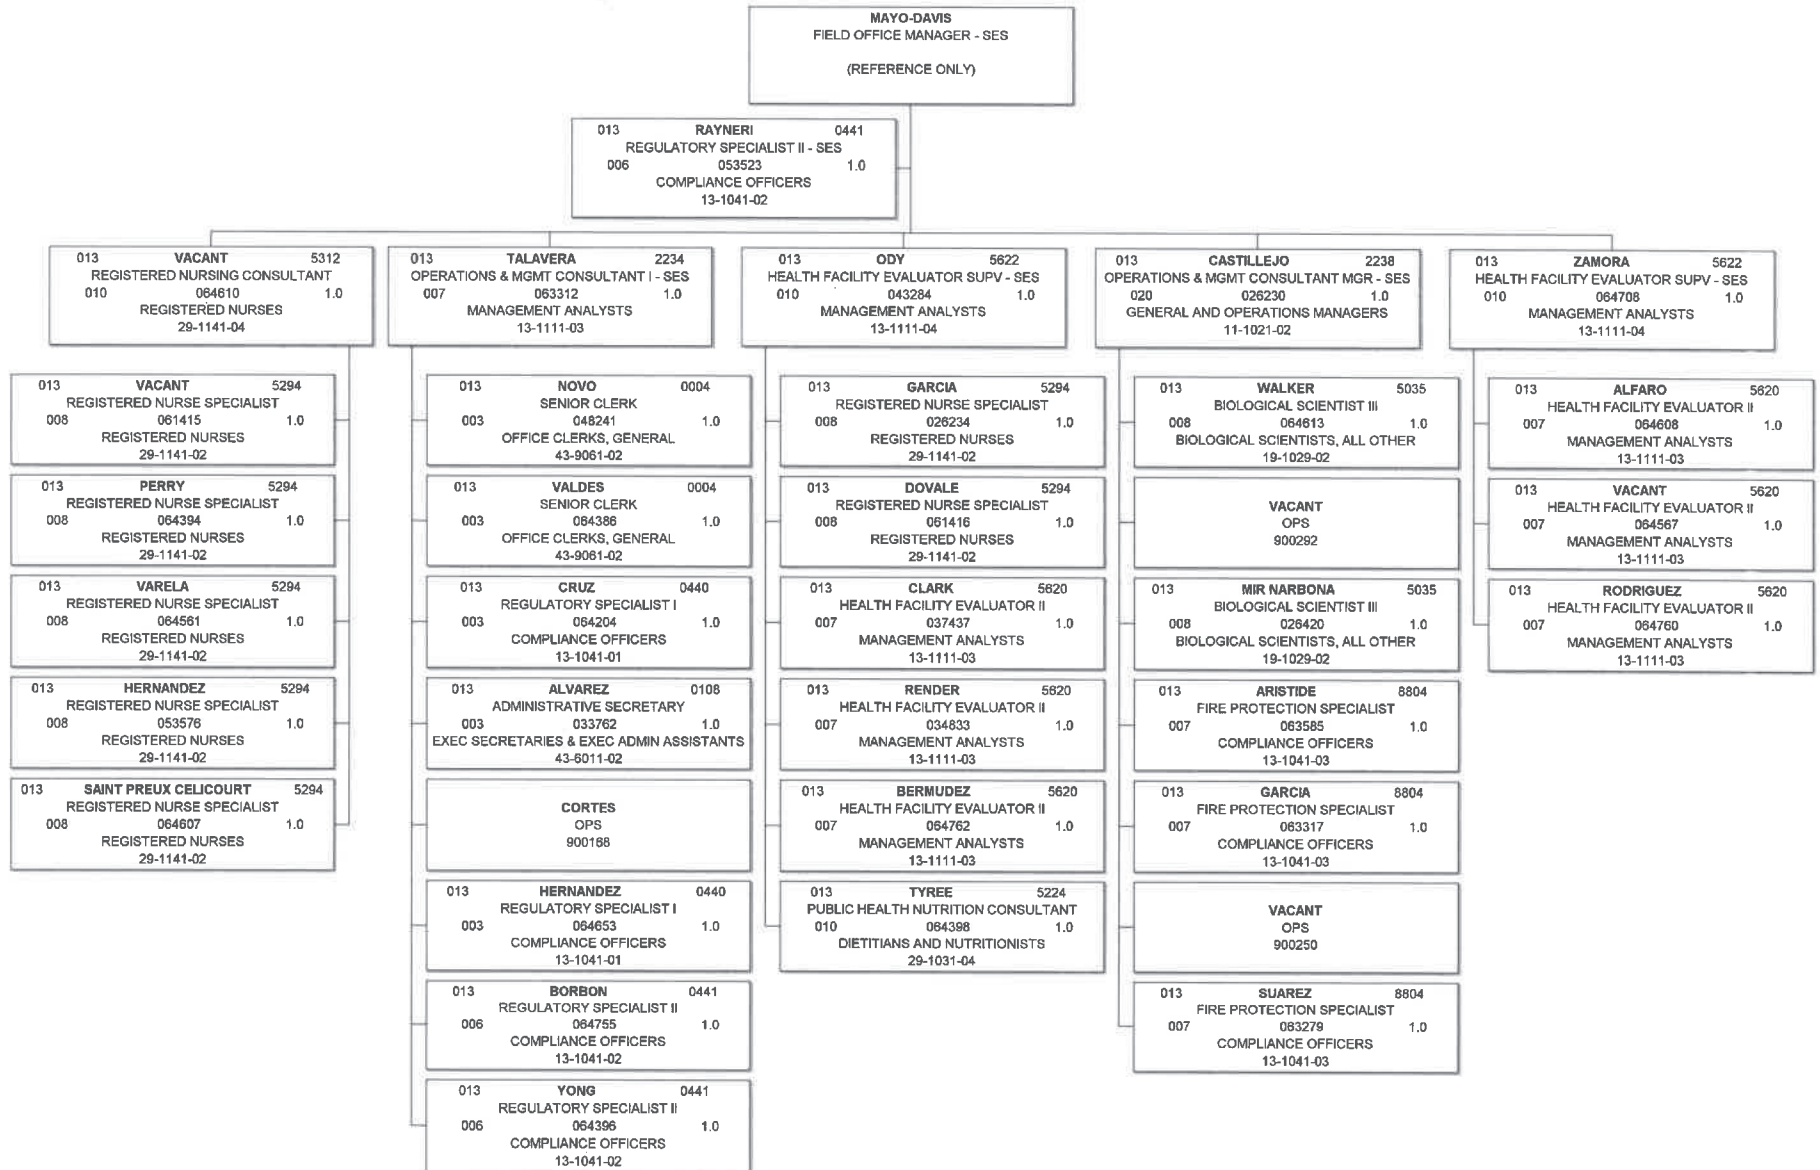 MAYO-DAVIS
FIELD OFFICE MANAGER - SES
(REFERENCE ONLY)
013 RAYNERI 0441
REGULATORY SPECIALIST II - SES
006 053523 1.0
COMPLIANCE OFFICERS
13-1041-02
013 VACANT 5312
REGISTERED NURSING CONSULTANT
010 064610 1.0
REGISTERED NURSES
29-1141-04
013 VACANT 5294
REGISTERED NURSE SPECIALIST
008 061415 1.0
REGISTERED NURSES
29-1141-02
013 PERRY 5294
REGISTERED NURSE SPECIALIST
008 064394 1.0
REGISTERED NURSES
29-1141-02
013 VARELA 5294
REGISTERED NURSE SPECIALIST
008 064561 1.0
REGISTERED NURSES
29-1141-02
013 HERNANDEZ 5294
REGISTERED NURSE SPECIALIST
008 053576 1.0
REGISTERED NURSES
29-1141-02
013 SAINT PREUX CELICOURT 5294
REGISTERED NURSE SPECIALIST
008 064607 1.0
REGISTERED NURSES
29-1141-02
013 TALAVERA 2234
OPERATIONS & MGMT CONSULTANT I - SES
007 063312 1.0
MANAGEMENT ANALYSTS
13-1111-03
013 NOVO 0004
SENIOR CLERK
003 048241 1.0
OFFICE CLERKS, GENERAL
43-9061-02
013 VALDES 0004
SENIOR CLERK
003 064386 1.0
OFFICE CLERKS, GENERAL
43-9061-02
013 CRUZ 0440
REGULATORY SPECIALIST I
003 064204 1.0
COMPLIANCE OFFICERS
13-1041-01
013 ALVAREZ 0108
ADMINISTRATIVE SECRETARY
003 033762 1.0
EXEC SECRETARIES & EXEC ADMIN ASSISTANTS
43-6011-02
CORTES
OPS
900168
013 HERNANDEZ 0440
REGULATORY SPECIALIST I
003 064653 1.0
COMPLIANCE OFFICERS
13-1041-01
013 BORBON 0441
REGULATORY SPECIALIST II
006 064755 1.0
COMPLIANCE OFFICERS
13-1041-02
013 YONG 0441
REGULATORY SPECIALIST II
006 064396 1.0
COMPLIANCE OFFICERS
13-1041-02
013 ODY 5622
HEALTH FACILITY EVALUATOR SUPV - SES
010 043284 1.0
MANAGEMENT ANALYSTS
13-1111-04
013 GARCIA 5294
REGISTERED NURSE SPECIALIST
008 026234 1.0
REGISTERED NURSES
29-1141-02
013 DOVALE 5294
REGISTERED NURSE SPECIALIST
008 061416 1.0
REGISTERED NURSES
29-1141-02
013 CLARK 5620
HEALTH FACILITY EVALUATOR II
007 037437 1.0
MANAGEMENT ANALYSTS
13-1111-03
013 RENDER 5620
HEALTH FACILITY EVALUATOR II
007 034833 1.0
MANAGEMENT ANALYSTS
13-1111-03
013 BERMUDEZ 5620
HEALTH FACILITY EVALUATOR II
007 064762 1.0
MANAGEMENT ANALYSTS
13-1111-03
013 TYREE 5224
PUBLIC HEALTH NUTRITION CONSULTANT
010 064398 1.0
DIETITIANS AND NUTRITIONISTS
29-1031-04
013 CASTILLEJO 2238
OPERATIONS & MGMT CONSULTANT MGR - SES
020 026230 1.0
GENERAL AND OPERATIONS MANAGERS
11-1021-02
013 WALKER 5035
BIOLOGICAL SCIENTIST III
008 064613 1.0
BIOLOGICAL SCIENTISTS, ALL OTHER
19-1029-02
VACANT
OPS
900292
013 MIR NARBONA 5035
BIOLOGICAL SCIENTIST III
008 026420 1.0
BIOLOGICAL SCIENTISTS, ALL OTHER
19-1029-02
013 ARISTIDE 8804
FIRE PROTECTION SPECIALIST
007 063585 1.0
COMPLIANCE OFFICERS
13-1041-03
013 GARCIA 8804
FIRE PROTECTION SPECIALIST
007 063317 1.0
COMPLIANCE OFFICERS
13-1041-03
VACANT
OPS
900250
013 SUAREZ 8804
FIRE PROTECTION SPECIALIST
007 063279 1.0
COMPLIANCE OFFICERS
13-1041-03
013 ZAMORA 5622
HEALTH FACILITY EVALUATOR SUPV - SES
010 064708 1.0
MANAGEMENT ANALYSTS
13-1111-04
013 ALFARO 5620
HEALTH FACILITY EVALUATOR II
007 064608 1.0
MANAGEMENT ANALYSTS
13-1111-03
013 VACANT 5620
HEALTH FACILITY EVALUATOR II
007 064567 1.0
MANAGEMENT ANALYSTS
13-1111-03
013 RODRIGUEZ 5620
HEALTH FACILITY EVALUATOR II
007 064760 1.0
MANAGEMENT ANALYSTS
13-1111-03